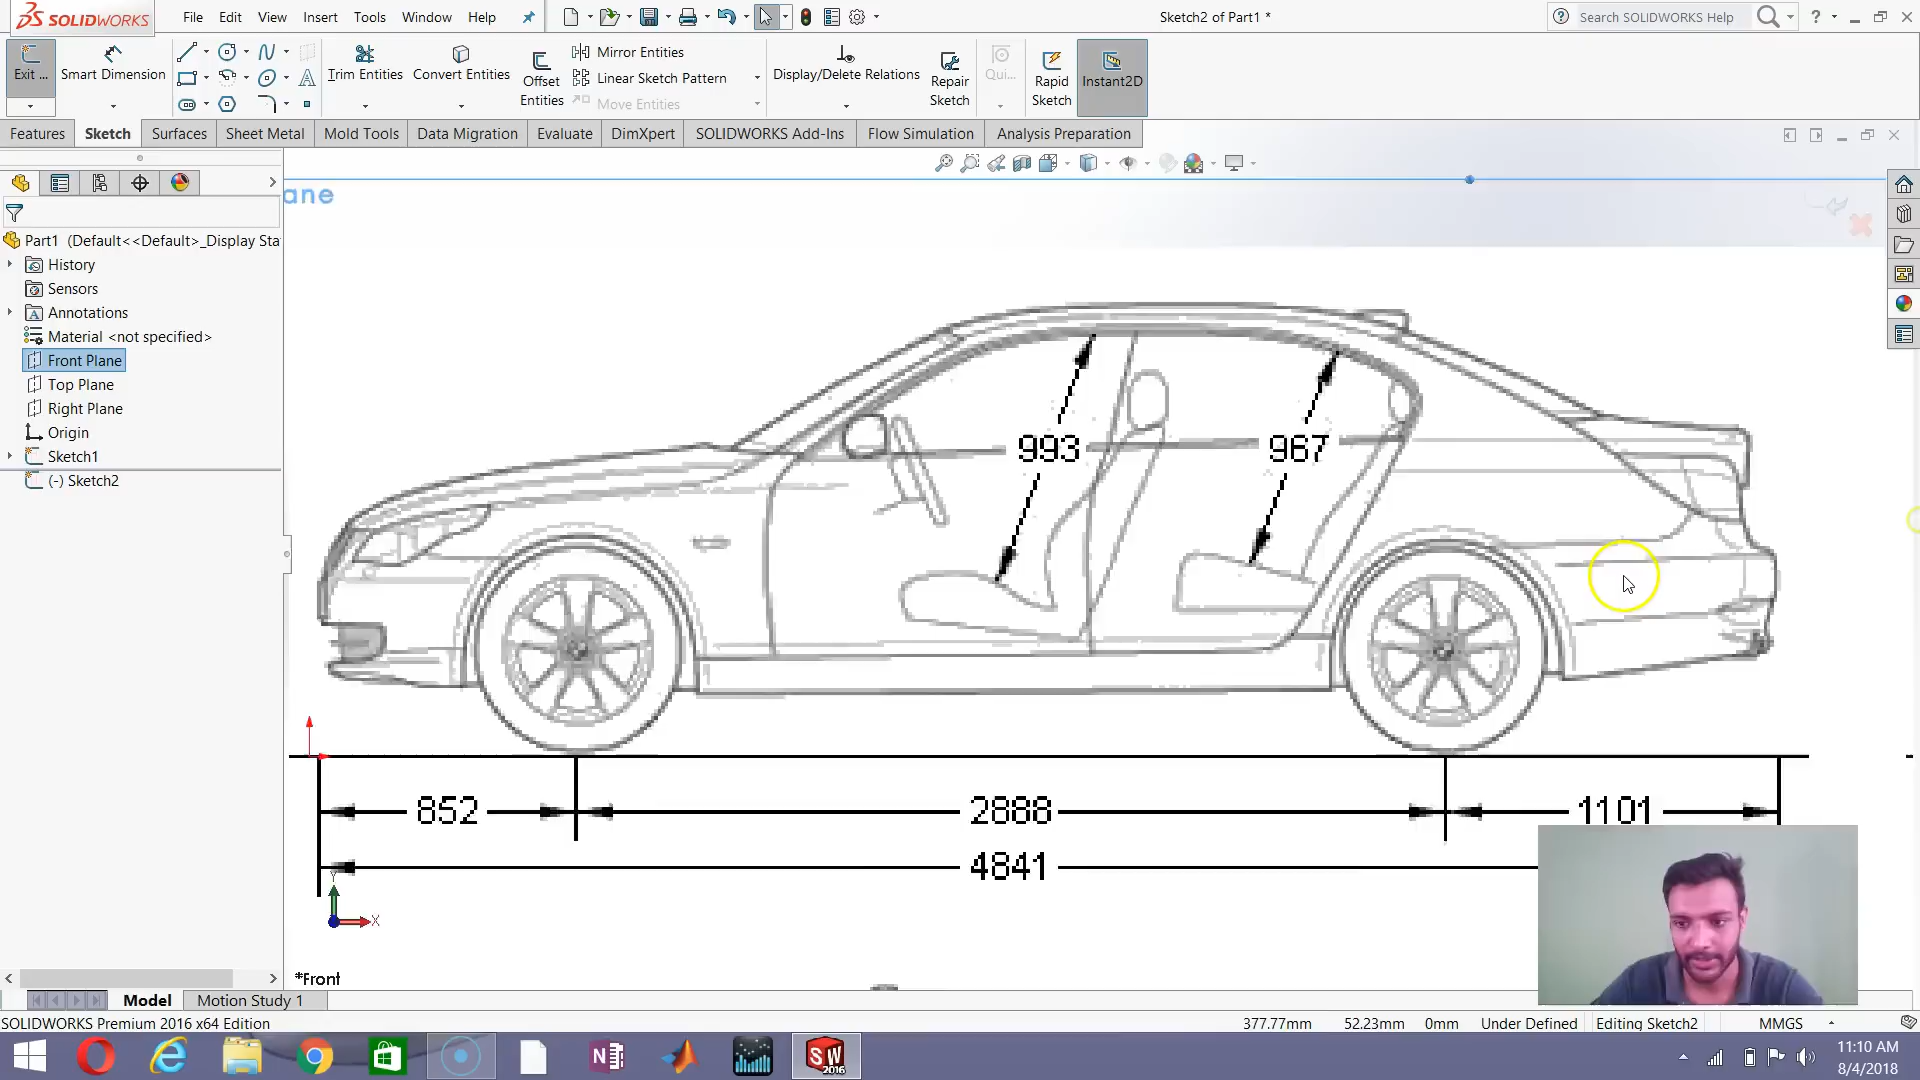 SOLIDWORKS
File Edit View Insert Tools Window Help
Sketch2 of Part1 *
Search SOLIDWORKS Help
Exit ...
Smart Dimension
Trim Entities
Convert Entities
Offset Entities
Mirror Entities
Linear Sketch Pattern
Move Entities
Display/Delete Relations
Repair Sketch
Qui...
Rapid Sketch
Instant2D
Features Sketch Surfaces Sheet Metal Mold Tools Data Migration Evaluate DimXpert SOLIDWORKS Add-Ins Flow Simulation Analysis Preparation
ane
Part1 (Default<<Default>_Display Sta
History
Sensors
Annotations
Material <not specified>
Front Plane
Top Plane
Right Plane
Origin
Sketch1
(-) Sketch2
993
967
852
2888
1101
4841
Y
X
*Front
Model
Motion Study 1
SOLIDWORKS Premium 2016 x64 Edition
377.77mm 52.23mm 0mm Under Defined Editing Sketch2 MMGS
SW
2016
11:10 AM
8/4/2018